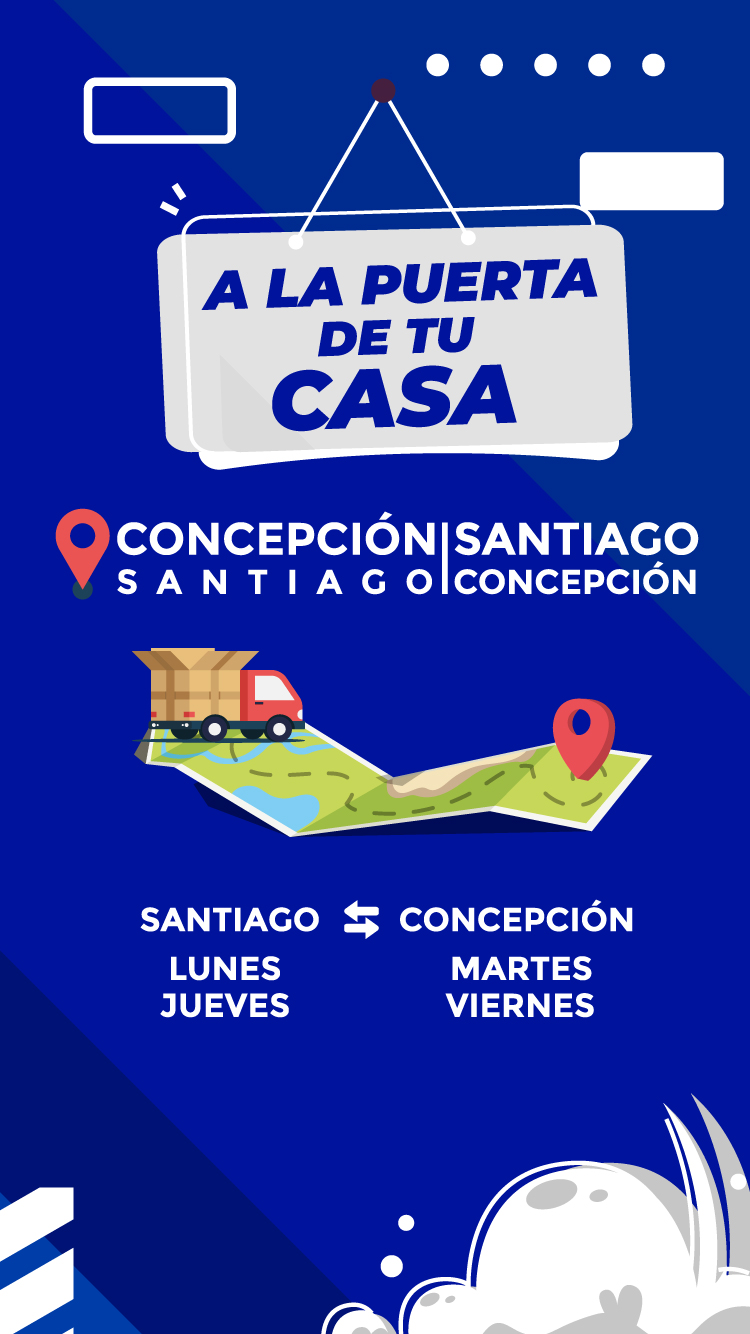 A LA PUERTA
DE TU
CASA
CONCEPCIÓN | SANTIAGO
SANTIAGO | CONCEPCIÓN
SANTIAGO CONCEPCIÓN
LUNES MARTES
JUEVES VIERNES